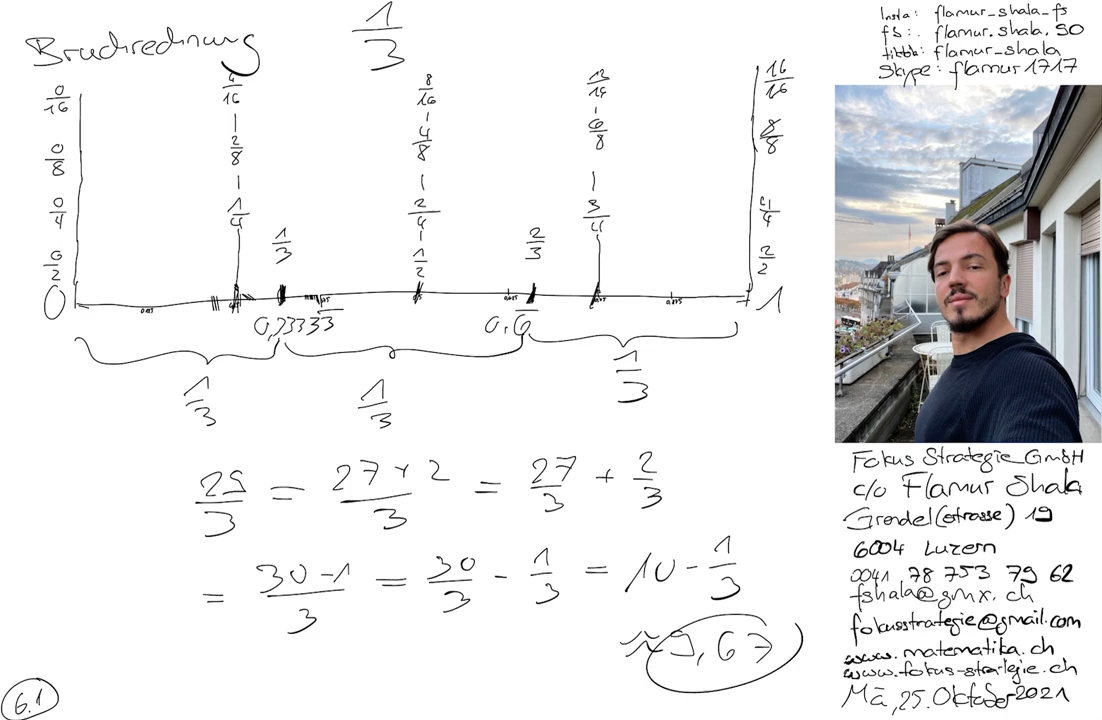 Bruchrechnung
1/3
0/16 4/16 8/16 12/16 16/16
0/8 2/8 4/8 6/8 8/8
0/4 1/4 2/4 3/4 4/4
0/2 1/3 1/2 2/3 2/2
0 1
0,33333 0,6
1/3 1/3 1/3
29/3 = 27+2/3 = 27/3 + 2/3
= 30-1/3 = 30/3 - 1/3 = 10 - 1/3
≈ 9,67
6.1
Insta: flamur_shala_fs
fb: flamur.shala.90
tiktok: flamur_shala
Skype: flamur1717
Fokus Strategie GmbH
c/o Flamur Shala
Grendel(strasse) 19
6004 Luzern
0041 78 753 79 62
fshala@gmx.ch
fokusstrategie@gmail.com
www.matematika.ch
www.fokus-strategie.ch
Mä, 25. Oktober 2021